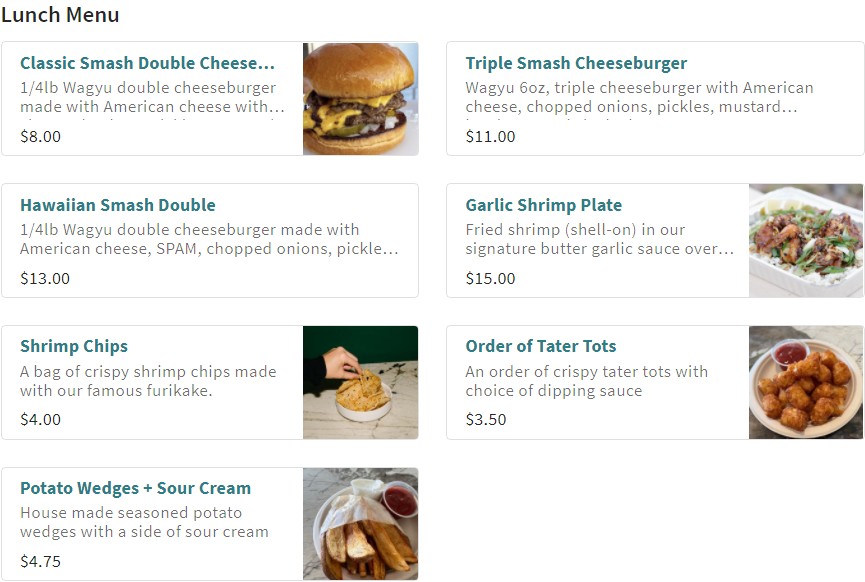 Lunch Menu
Classic Smash Double Cheese...
1/4lb Wagyu double cheeseburger
made with American cheese with...
$8.00
Triple Smash Cheeseburger
Wagyu 6oz, triple cheeseburger with American
cheese, chopped onions, pickles, mustard...
$11.00
Hawaiian Smash Double
1/4lb Wagyu double cheeseburger made with
American cheese, SPAM, chopped onions, pickle...
$13.00
Garlic Shrimp Plate
Fried shrimp (shell-on) in our
signature butter garlic sauce over...
$15.00
Shrimp Chips
A bag of crispy shrimp chips made
with our famous furikake.
$4.00
Order of Tater Tots
An order of crispy tater tots with
choice of dipping sauce
$3.50
Potato Wedges + Sour Cream
House made seasoned potato
wedges with a side of sour cream
$4.75